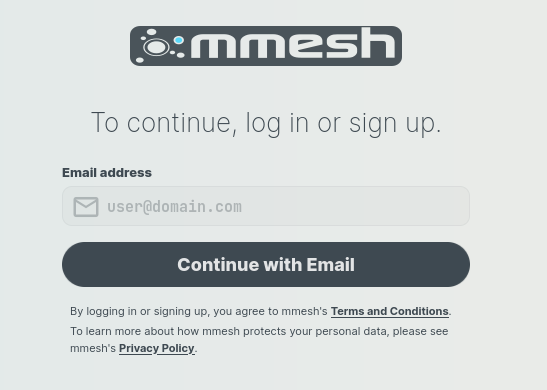 mmesh
To continue, log in or sign up.
Email address
user@domain.com
Continue with Email
By logging in or signing up, you agree to mmesh's Terms and Conditions.
To learn more about how mmesh protects your personal data, please see
mmesh's Privacy Policy.